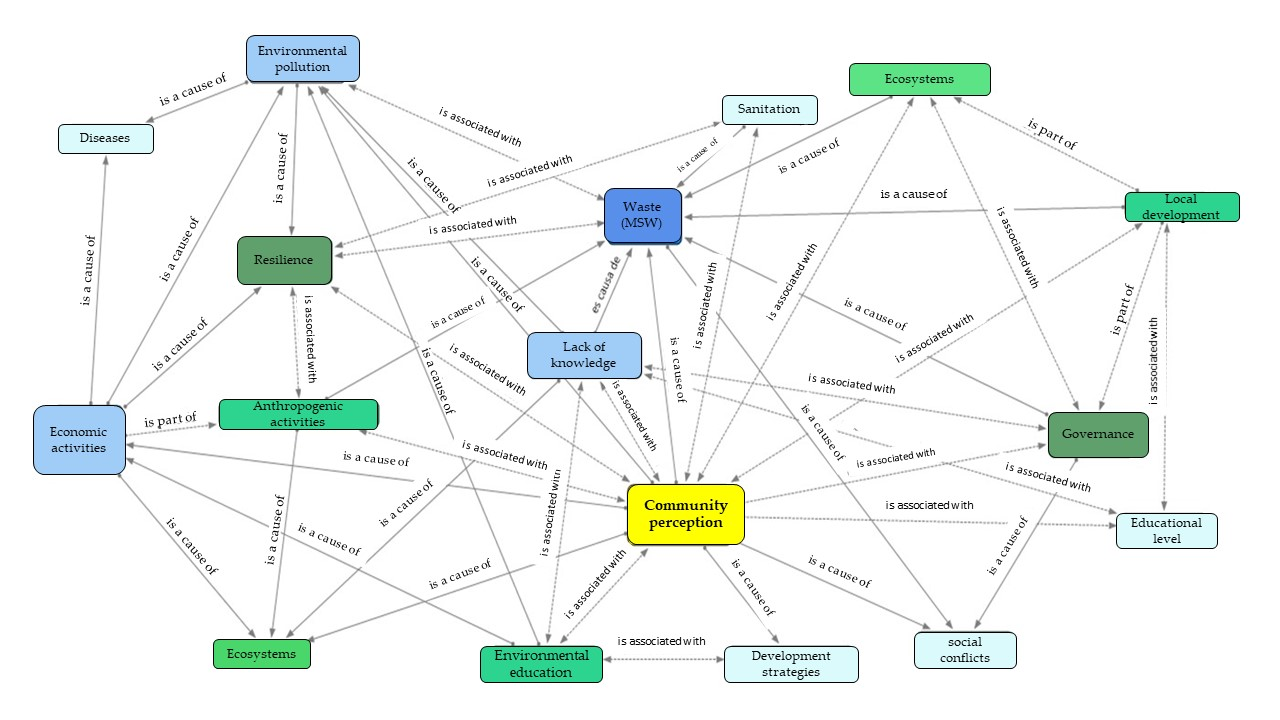 Environmental
pollution
Ecosystems
is a cause of
Sanitation
is associated with
Diseases
is part of
is a cause of
is a cause of
is a cause of
is associated with
is a cause of
is a cause of
Waste
(MSW)
Local
development
is associated with
is a cause of
is associated with
Resilience
is a cause of
es causa de
is associated with
is associated with
is a cause of
is part of
is a cause of
is associated with
is a cause of
is a cause of
is associated with
is associated with
Lack of
knowledge
is a cause of
is associated with
is a cause of
is associated with
is associated with
Anthropogenic
activities
is part of
Economic
activities
is associated with
is a cause of
Governance
is associated with
is a cause of
is associated with
is associated with
is a cause of
Community
perception
is associated with
is associated with
is a cause of
is a cause of
is a cause of
Educational
level
is a cause of
is associated with
is a cause of
is a cause of
is a cause of
is associated with
Ecosystems
Environmental
education
Development
strategies
social
conflicts